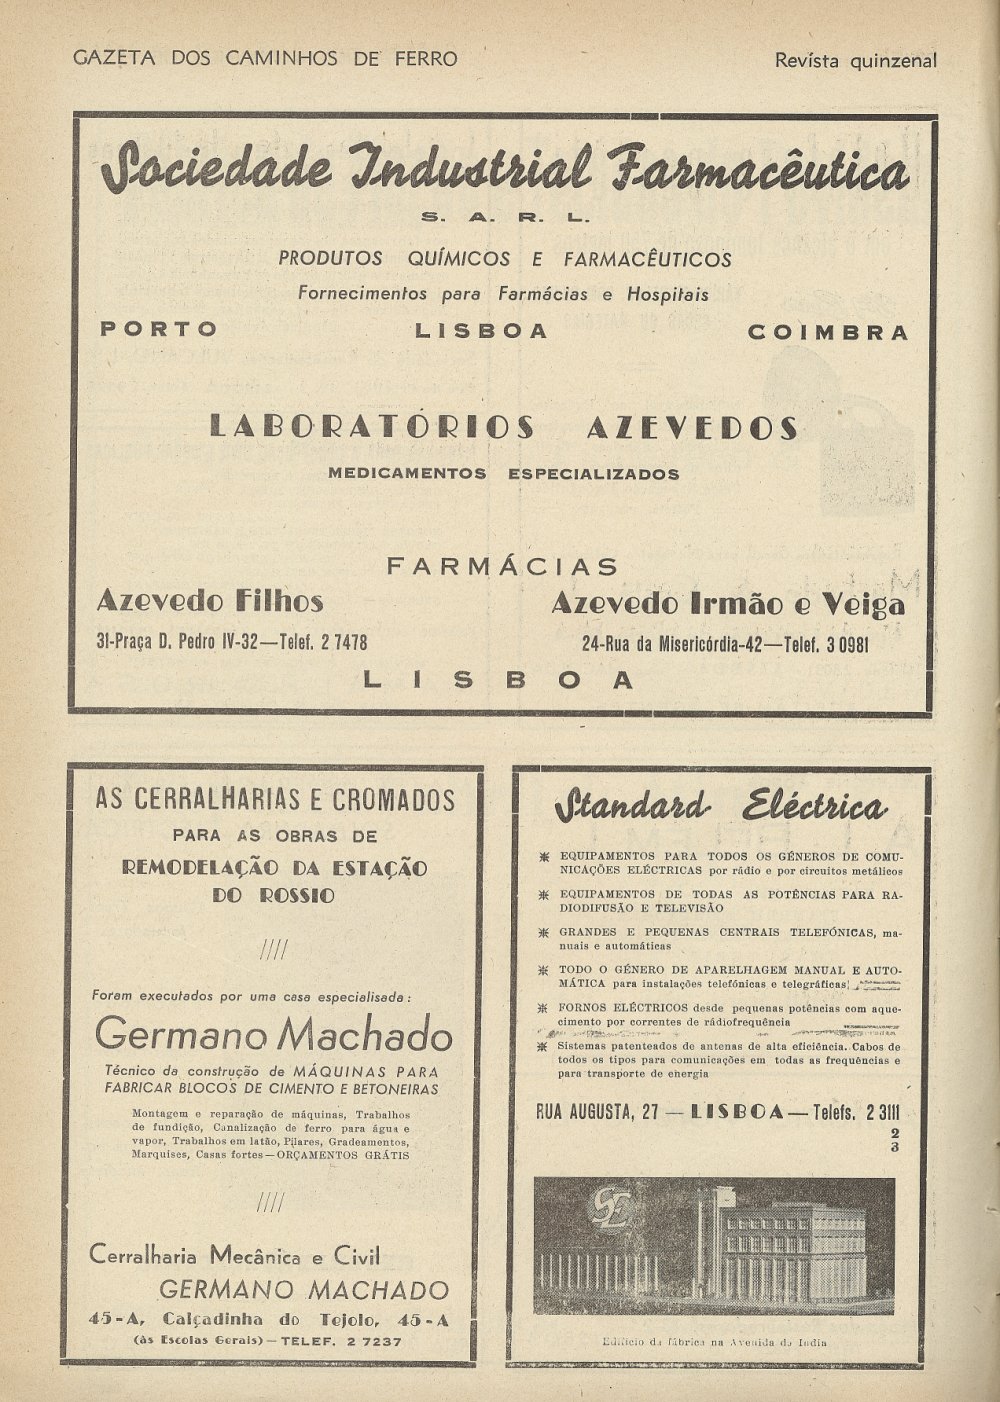 GAZETA DOS CAMINHOS DE FERRO
Revista quinzenal
Sociedade Industrial Farmacêutica
S. A. R. L.
PRODUTOS QUÍMICOS E FARMACÊUTICOS
Fornecimentos para Farmácias e Hospitais
PORTO LISBOA COIMBRA
LABORATÓRIOS AZEVEDOS
MEDICAMENTOS ESPECIALIZADOS
FARMÁCIAS
Azevedo Filhos
31-Praça D. Pedro IV-32—Telef. 2 7478
Azevedo Irmão e Veiga
24-Rua da Misericórdia-42—Telef. 3 0981
LISBOA
AS CERRALHARIAS E CROMADOS
PARA AS OBRAS DE
REMODELAÇÃO DA ESTAÇÃO
DO ROSSIO
////
Foram executados por uma casa especialisada:
Germano Machado
Técnico da construção de MÁQUINAS PARA
FABRICAR BLOCOS DE CIMENTO E BETONEIRAS
Montagem e reparação de máquinas, Trabalhos
de fundição, Canalização de ferro para água e
vapor, Trabalhos em latão, Pilares, Gradeamentos,
Marquises, Casas fortes—ORÇAMENTOS GRÁTIS
////
Cerralharia Mecânica e Civil
GERMANO MACHADO
45-A, Calçadinha do Tejolo, 45-A
(às Escolas Gerais)—TELEF. 2 7237
Standard Eléctrica
EQUIPAMENTOS PARA TODOS OS GÉNEROS DE COMU-
NICAÇÕES ELÉCTRICAS por rádio e por circuitos metálicos
EQUIPAMENTOS DE TODAS AS POTÊNCIAS PARA RA-
DIODIFUSÃO E TELEVISÃO
GRANDES E PEQUENAS CENTRAIS TELEFÓNICAS, ma-
nuais e automáticas
TODO O GÉNERO DE APARELHAGEM MANUAL E AUTO-
MÁTICA para instalações telefónicas e telegráficas
FORNOS ELÉCTRICOS desde pequenas potências com aque-
cimento por correntes de rádiofrequência
Sistemas patenteados de antenas de alta eficiência. Cabos de
todos os tipos para comunicações em todas as frequências e
para transporte de energia
RUA AUGUSTA, 27 — LISBOA — Telefs. 2 3111
2
3
SE
Edifício da fábrica na Avenida da Índia